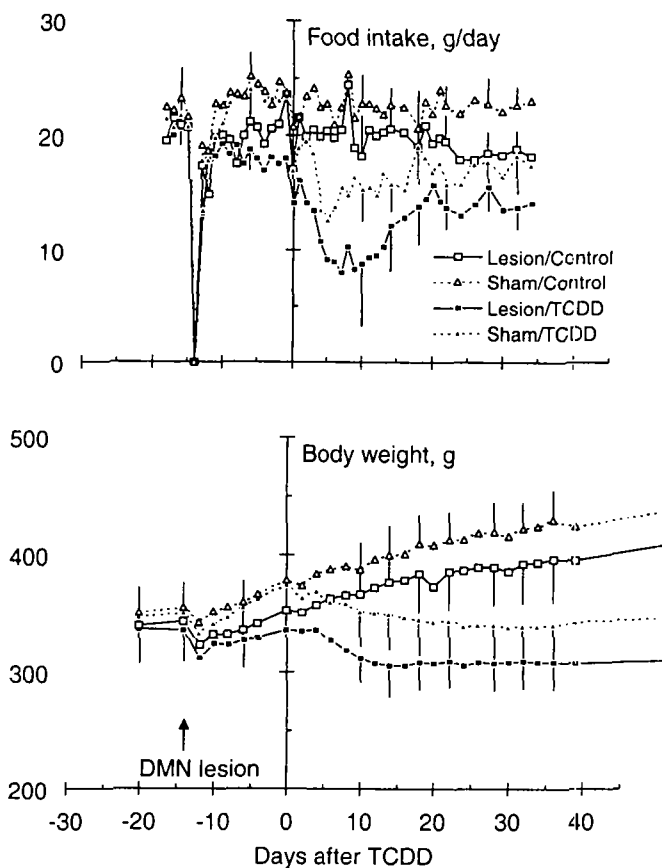 30
Food intake, g/day
20
10
Lesion/Control
Sham/Control
Lesion/TCDD
Sham/TCDD
0
500
Body weight, g
400
300
DMN lesion
200
-30 -20 -10 0 10 20 30 40
Days after TCDD